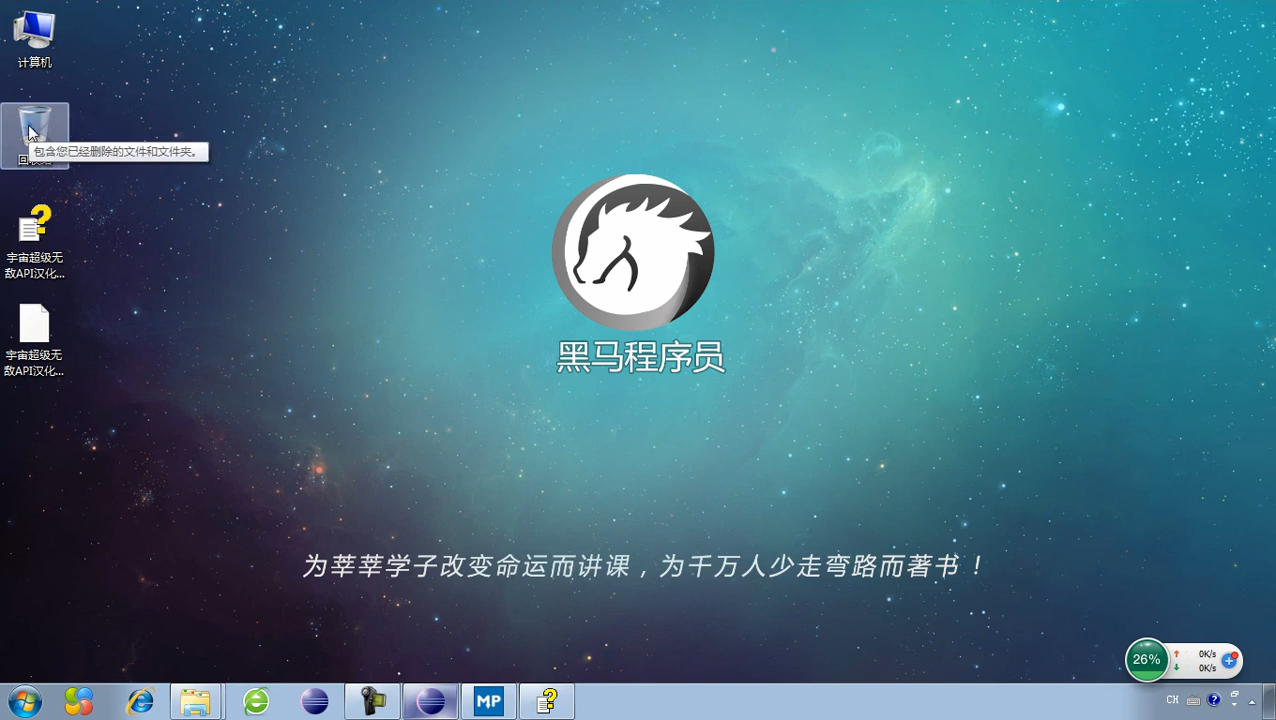 计算机
包含您已经删除的文件和文件夹。
宇宙超级无
敌API汉化...
宇宙超级无
敌API汉化...
黑马程序员
为莘莘学子改变命运而讲课，为千万人少走弯路而著书！
26%
0K/s
0K/s
MP
CH